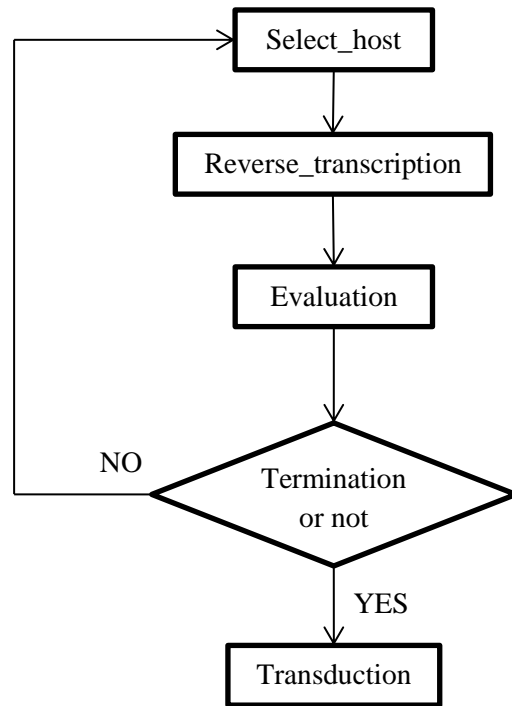 Select_host
Reverse_transcription
Evaluation
NO
Termination
or not
YES
Transduction